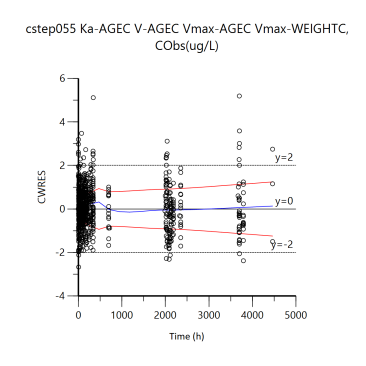 cstep055 Ka-AGEC V-AGEC Vmax-AGEC Vmax-WEIGHTC,
CObs(ug/L)
6
4
2
0
-2
-4
CWRES
y=2
y=0
y=-2
0 1000 2000 3000 4000 5000
Time (h)